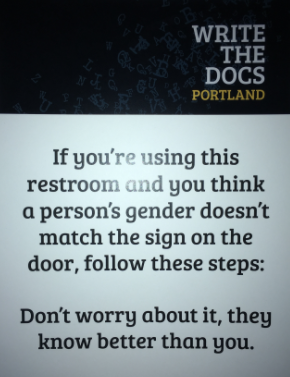 WRITE
THE
DOCS
PORTLAND
If you're using this
restroom and you think
a person's gender doesn't
match the sign on the
door, follow these steps:
Don't worry about it, they
know better than you.